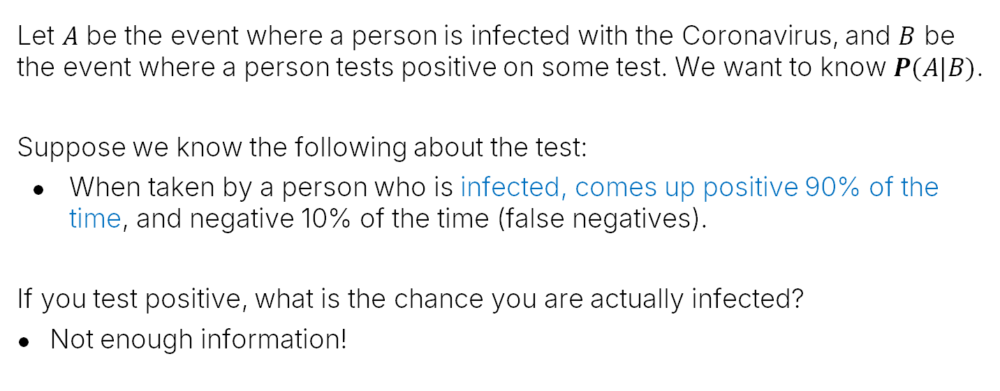 Let A be the event where a person is infected with the Coronavirus, and B be
the event where a person tests positive on some test. We want to know P(A|B).
Suppose we know the following about the test:
• When taken by a person who is infected, comes up positive 90% of the
time, and negative 10% of the time (false negatives).
If you test positive, what is the chance you are actually infected?
• Not enough information!